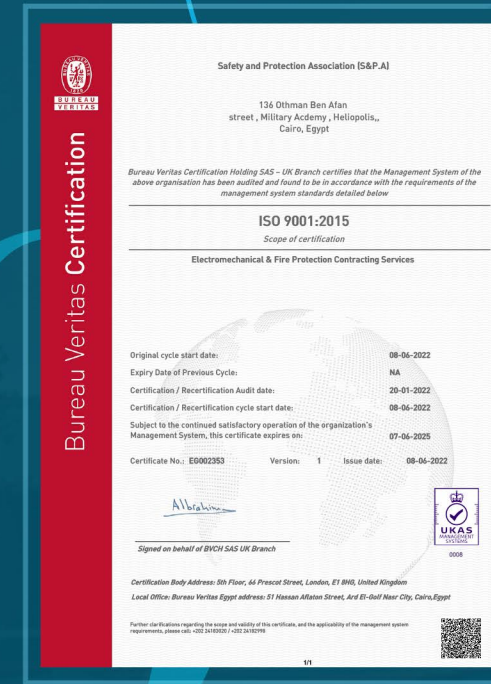 BUREAU
VERITAS
Bureau Veritas Certification
Safety and Protection Association (S&P.A)
136 Othman Ben Afan
street , Military Acdemy , Heliopolis,,
Cairo, Egypt
Bureau Veritas Certification Holding SAS – UK Branch certifies that the Management System of the
above organisation has been audited and found to be in accordance with the requirements of the
management system standards detailed below
ISO 9001:2015
Scope of certification
Electromechanical & Fire Protection Contracting Services
Original cycle start date: 08-06-2022
Expiry Date of Previous Cycle: NA
Certification / Recertification Audit date: 20-01-2022
Certification / Recertification cycle start date: 08-06-2022
Subject to the continued satisfactory operation of the organization's
Management System, this certificate expires on: 07-06-2025
Certificate No.: EG002353 Version: 1 Issue date: 08-06-2022
Signed on behalf of BVCH SAS UK Branch
UKAS
MANAGEMENT
SYSTEMS
0008
Certification Body Address: 5th Floor, 66 Prescot Street, London, E1 8HG, United Kingdom
Local Office: Bureau Veritas Egypt address: 51 Hassan Aflaton Street, Ard El-Golf Nasr City, Cairo,Egypt
Further clarifications regarding the scope and validity of this certificate, and the applicability of the management system
requirements, please call:
1/1